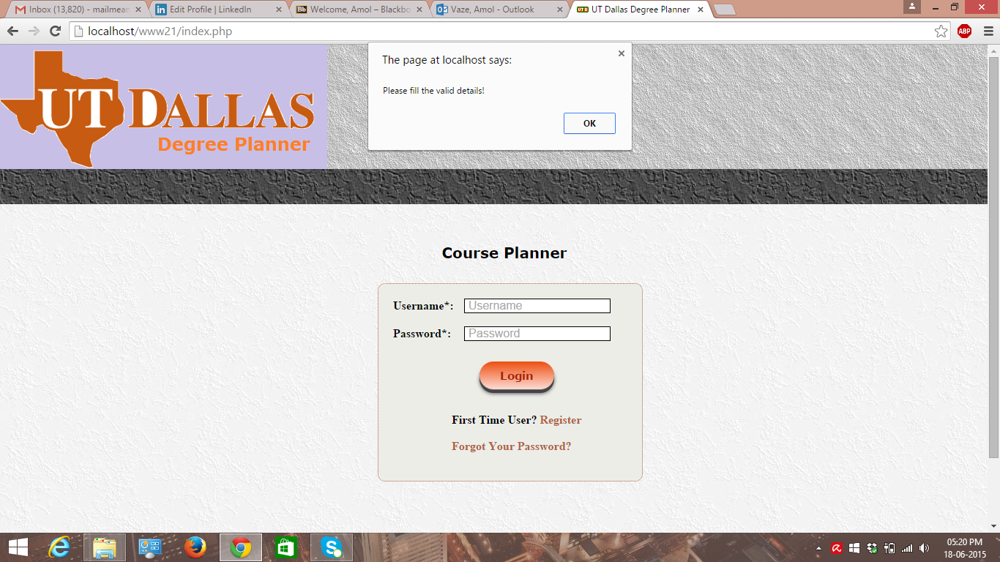 Inbox (13,820) - mailmean
Edit Profile | LinkedIn
Bb Welcome, Amol – Blackbo
Vaze, Amol - Outlook
UT D UT Dallas Degree Planner
localhost/www21/index.php
ABP
The page at localhost says:
Please fill the valid details!
OK
UT DALLAS
Degree Planner
Course Planner
Username*: Username
Password*: Password
Login
First Time User? Register
Forgot Your Password?
05:20 PM
18-06-2015